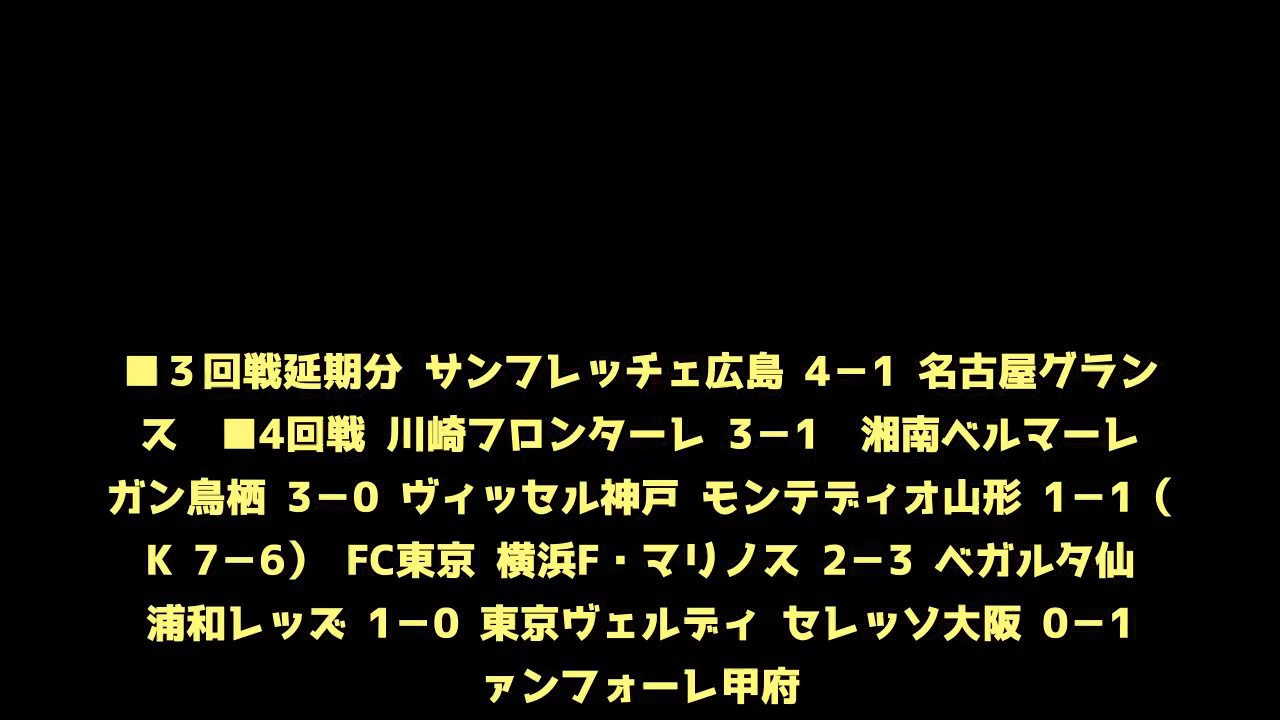 ■３回戦延期分 サンフレッチェ広島 4－1 名古屋グラン
ス　■4回戦 川崎フロンターレ 3－1　湘南ベルマーレ
ガン鳥栖 3－0 ヴィッセル神戸 モンテディオ山形 1－1（
K 7－6） FC東京 横浜F・マリノス 2－3 ベガルタ仙
浦和レッズ 1－0 東京ヴェルディ セレッソ大阪 0－1
ァンフォーレ甲府